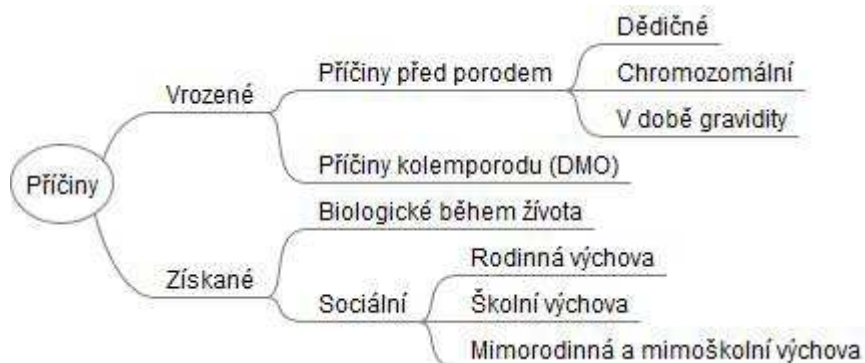 Příčiny
Vrozené
Příčiny před porodem
Dědičné
Chromozomální
V době gravidity
Příčiny kolemporodu (DMO)
Získané
Biologické během života
Sociální
Rodinná výchova
Školní výchova
Mimorodinná a mimoškolní výchova